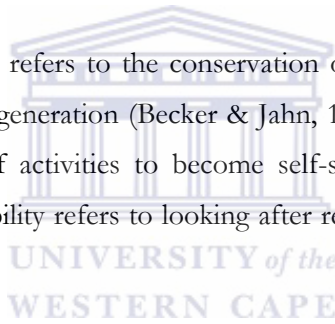 refers to the conservation
generation (Becker & Jahn, 1
activities to become self-s
refers to looking after re
UNIVERSITY of the
WESTERN CAPE